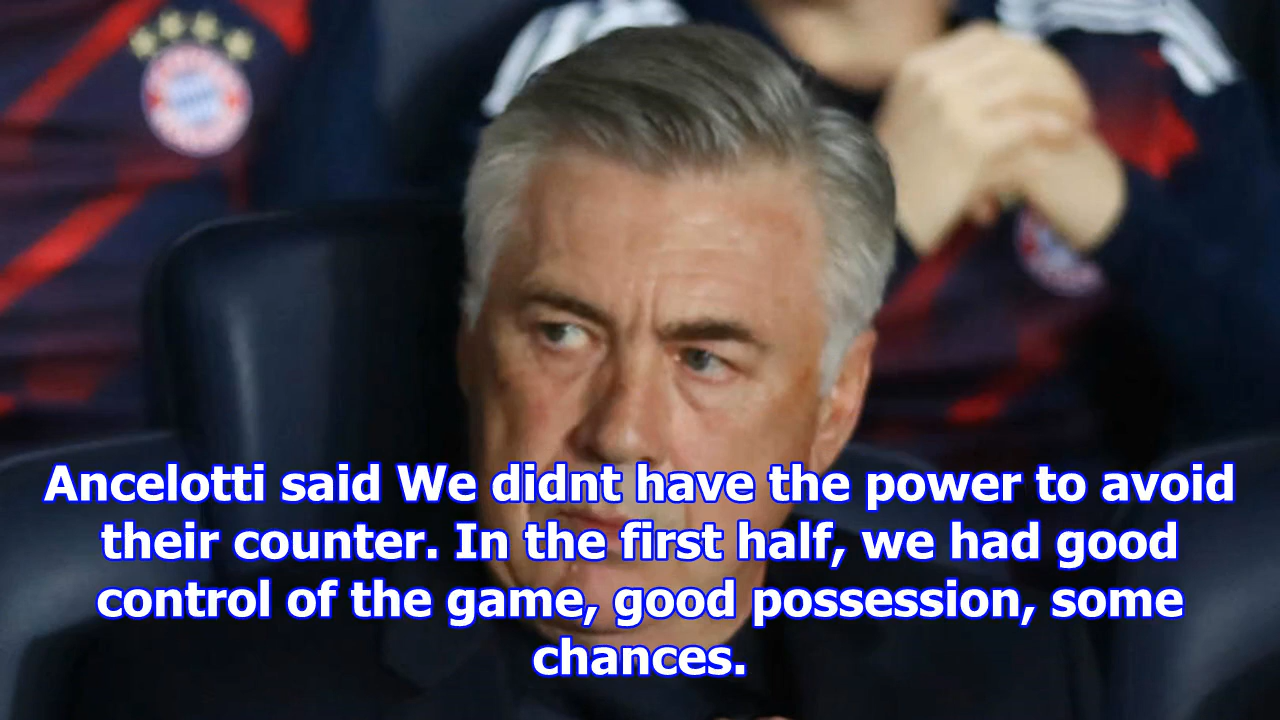 Ancelotti said We didnt have the power to avoid
their counter. In the first half, we had good
control of the game, good possession, some
chances.